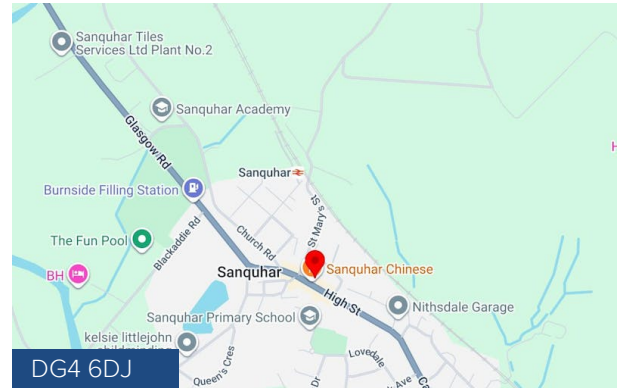 Sanquhar Tiles
Services Ltd Plant No.2
Sanquhar Academy
Glasgow Rd
Sanquhar
Burnside Filling Station
St Mary's St
Church Rd
The Fun Pool
Blackaddie Rd
BH
Sanquhar
Sanquhar Chinese
High St
Nithsdale Garage
Sanquhar Primary School
kelsie littlejohn
Lovedale
Queen's Cres
DG4 6DJ